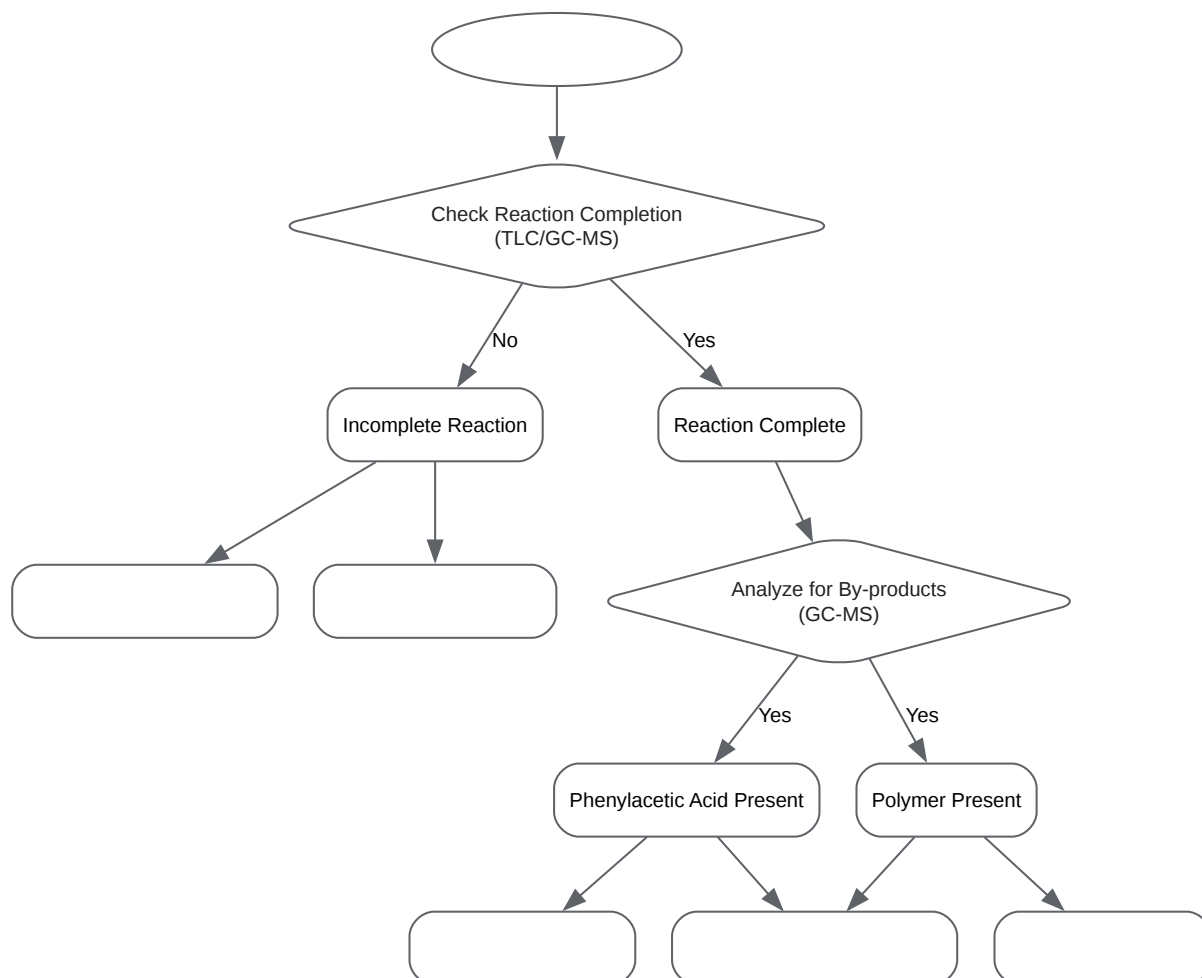 Check Reaction Completion
(TLC/GC-MS)
No
Yes
Incomplete Reaction
Reaction Complete
Analyze for By-products
(GC-MS)
Yes
Yes
Phenylacetic Acid Present
Polymer Present